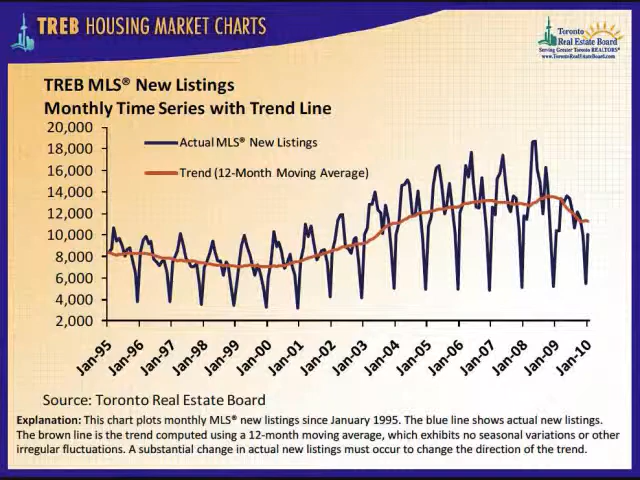 TREB HOUSING MARKET CHARTS
Toronto
Real Estate Board
Serving Greater Toronto REALTORS®
www.TorontoRealEstateBoard.com
TREB MLS® New Listings
Monthly Time Series with Trend Line
20,000
18,000
16,000
14,000
12,000
10,000
8,000
6,000
4,000
2,000
Actual MLS® New Listings
Trend (12-Month Moving Average)
Jan-95
Jan-96
Jan-97
Jan-98
Jan-99
Jan-00
Jan-01
Jan-02
Jan-03
Jan-04
Jan-05
Jan-06
Jan-07
Jan-08
Jan-09
Jan-10
Source: Toronto Real Estate Board
Explanation: This chart plots monthly MLS® new listings since January 1995. The blue line shows actual new listings.
The brown line is the trend computed using a 12-month moving average, which exhibits no seasonal variations or other
irregular fluctuations. A substantial change in actual new listings must occur to change the direction of the trend.